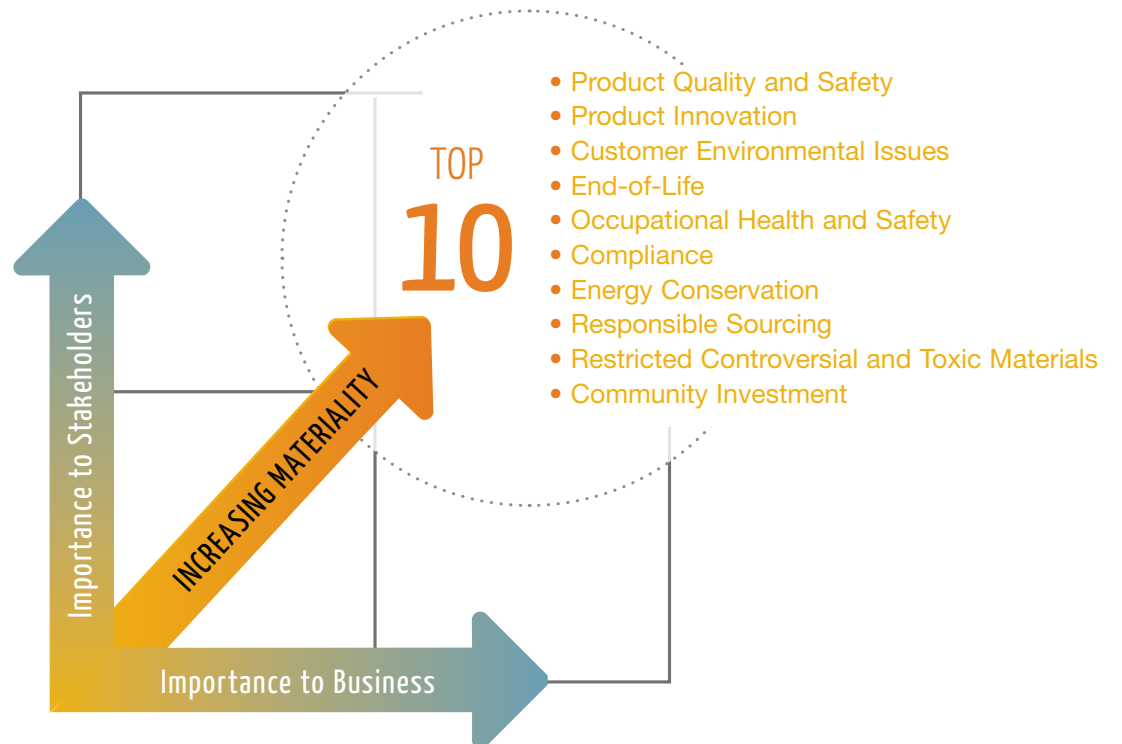 TOP
10
• Product Quality and Safety
• Product Innovation
• Customer Environmental Issues
• End-of-Life
• Occupational Health and Safety
• Compliance
• Energy Conservation
• Responsible Sourcing
• Restricted Controversial and Toxic Materials
• Community Investment
Importance to Stakeholders
INCREASING MATERIALITY
Importance to Business